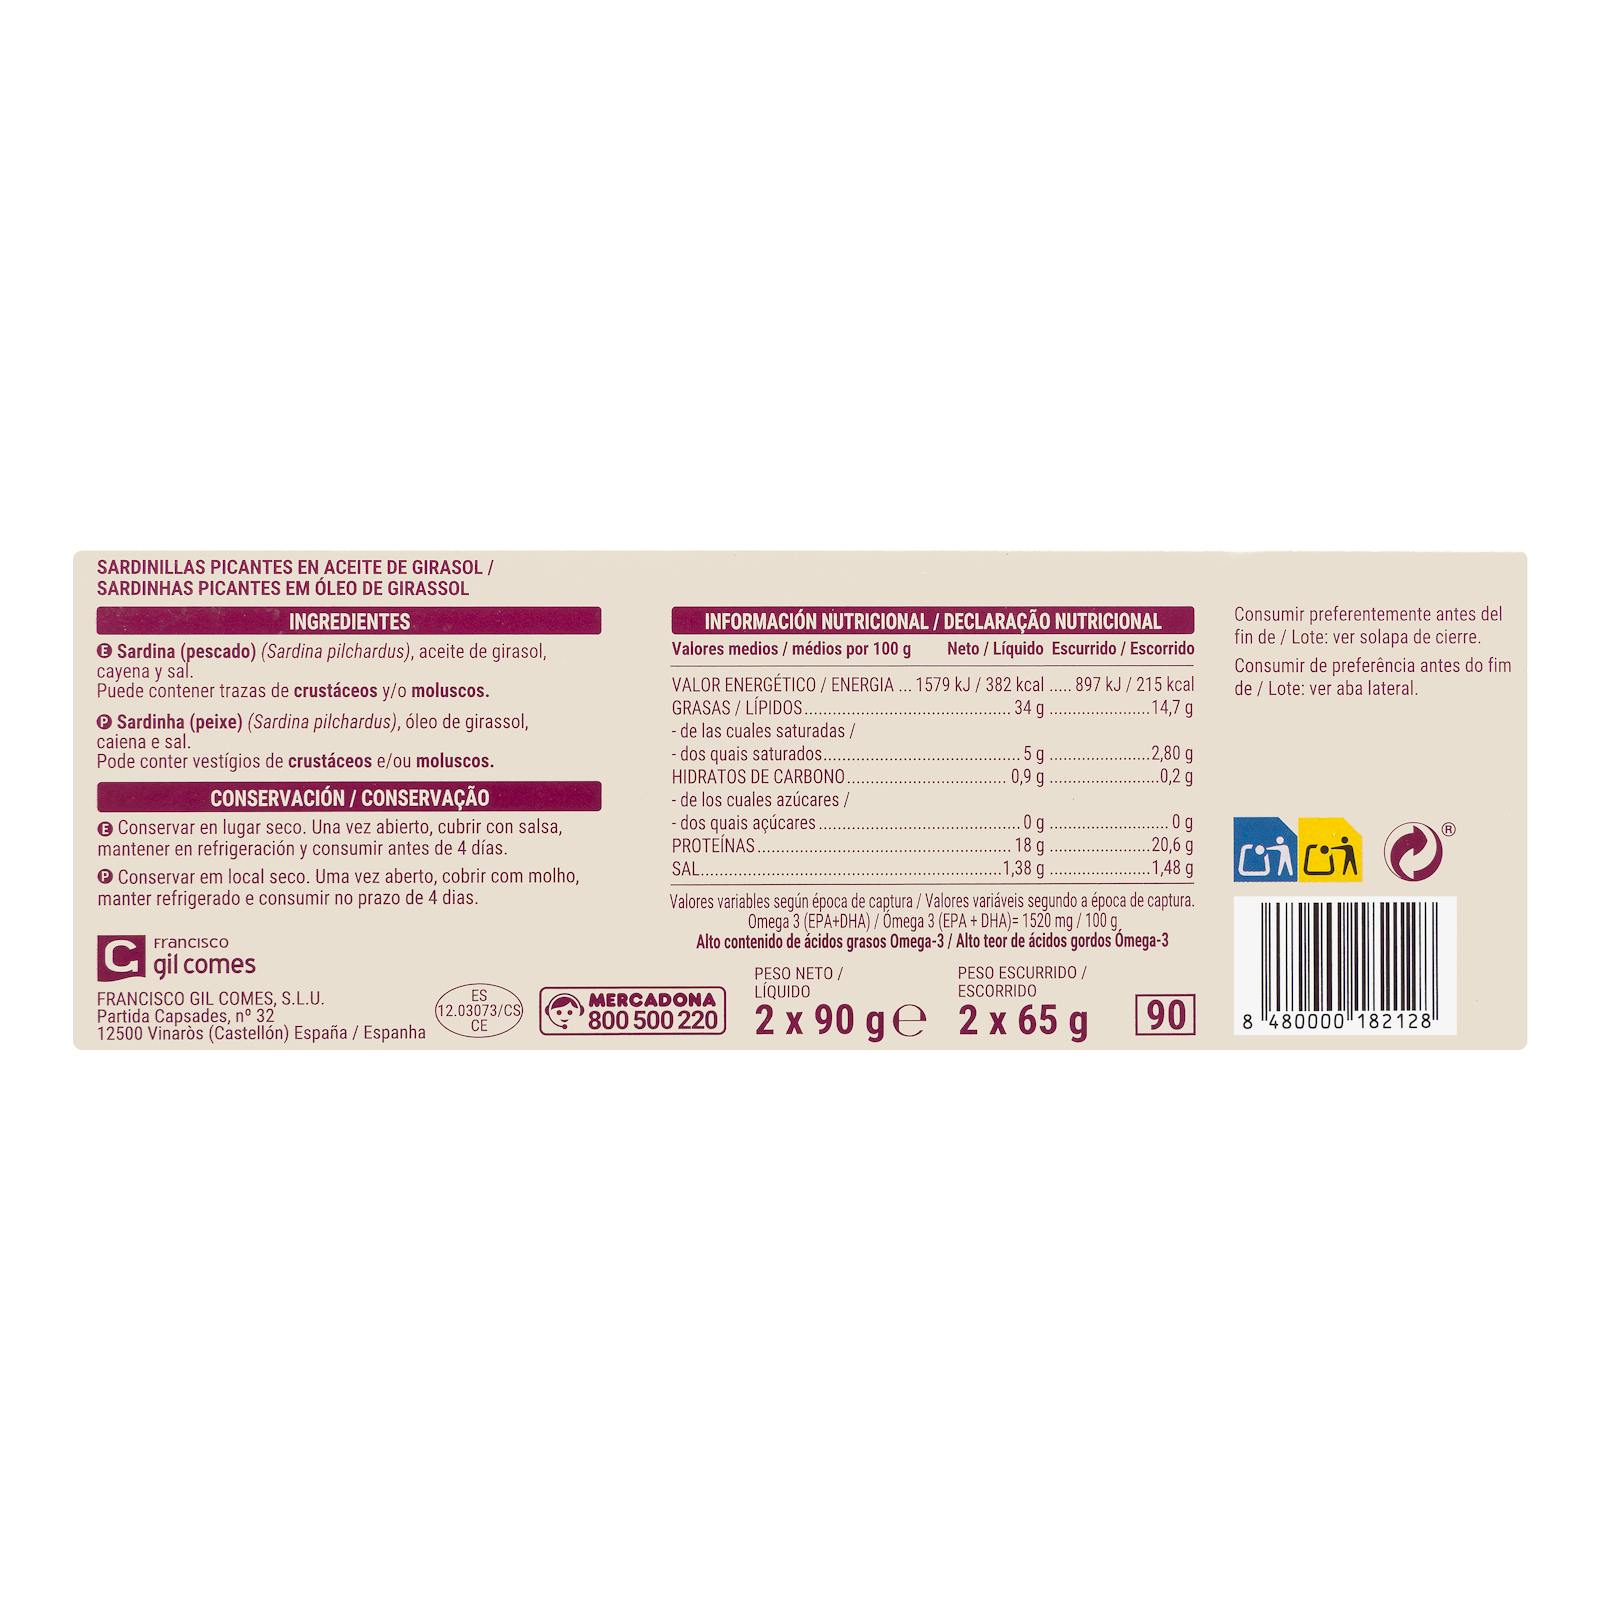 SARDINILLAS PICANTES EN ACEITE DE GIRASOL /
SARDINHAS PICANTES EM ÓLEO DE GIRASSOL
INGREDIENTES
E Sardina (pescado) (Sardina pilchardus), aceite de girasol,
cayena y sal.
Puede contener trazas de crustáceos y/o moluscos.
P Sardinha (peixe) (Sardina pilchardus), óleo de girassol,
caiena e sal.
Pode conter vestígios de crustáceos e/ou moluscos.
CONSERVACIÓN / CONSERVAÇÃO
E Conservar en lugar seco. Una vez abierto, cubrir con salsa,
mantener en refrigeración y consumir antes de 4 días.
P Conservar em local seco. Uma vez aberto, cobrir com molho,
manter refrigerado e consumir no prazo de 4 dias.
Francisco
gil comes
FRANCISCO GIL COMES, S.L.U.
Partida Capsades, nº 32
12500 Vinaròs (Castellón) España / Espanha
ES
12.03073/CS
CE
MERCADONA
800 500 220
INFORMACIÓN NUTRICIONAL / DECLARAÇÃO NUTRICIONAL
Valores medios / médios por 100 g Neto / Líquido Escurrido / Escorrido
VALOR ENERGÉTICO / ENERGIA ... 1579 kJ / 382 kcal ..... 897 kJ / 215 kcal
GRASAS / LÍPIDOS.......... 34 g ..........14,7 g
- de las cuales saturadas /
- dos quais saturados.......... 5 g ..........2,80 g
HIDRATOS DE CARBONO.......... 0,9 g ..........0,2 g
- de los cuales azúcares /
- dos quais açúcares.......... 0 g .......... 0 g
PROTEÍNAS.......... 18 g ..........20,6 g
SAL..........1,38 g ..........1,48 g
Valores variables según época de captura / Valores variáveis segundo a época de captura.
Omega 3 (EPA+DHA) / Ómega 3 (EPA + DHA)= 1520 mg / 100 g
Alto contenido de ácidos grasos Omega-3 / Alto teor de ácidos gordos Ómega-3
PESO NETO /
LÍQUIDO
2 x 90 g e
PESO ESCURRIDO /
ESCORRIDO
2 x 65 g
90
Consumir preferentemente antes del
fin de / Lote: ver solapa de cierre.
Consumir de preferência antes do fim
de / Lote: ver aba lateral.
®
8 480000 182128